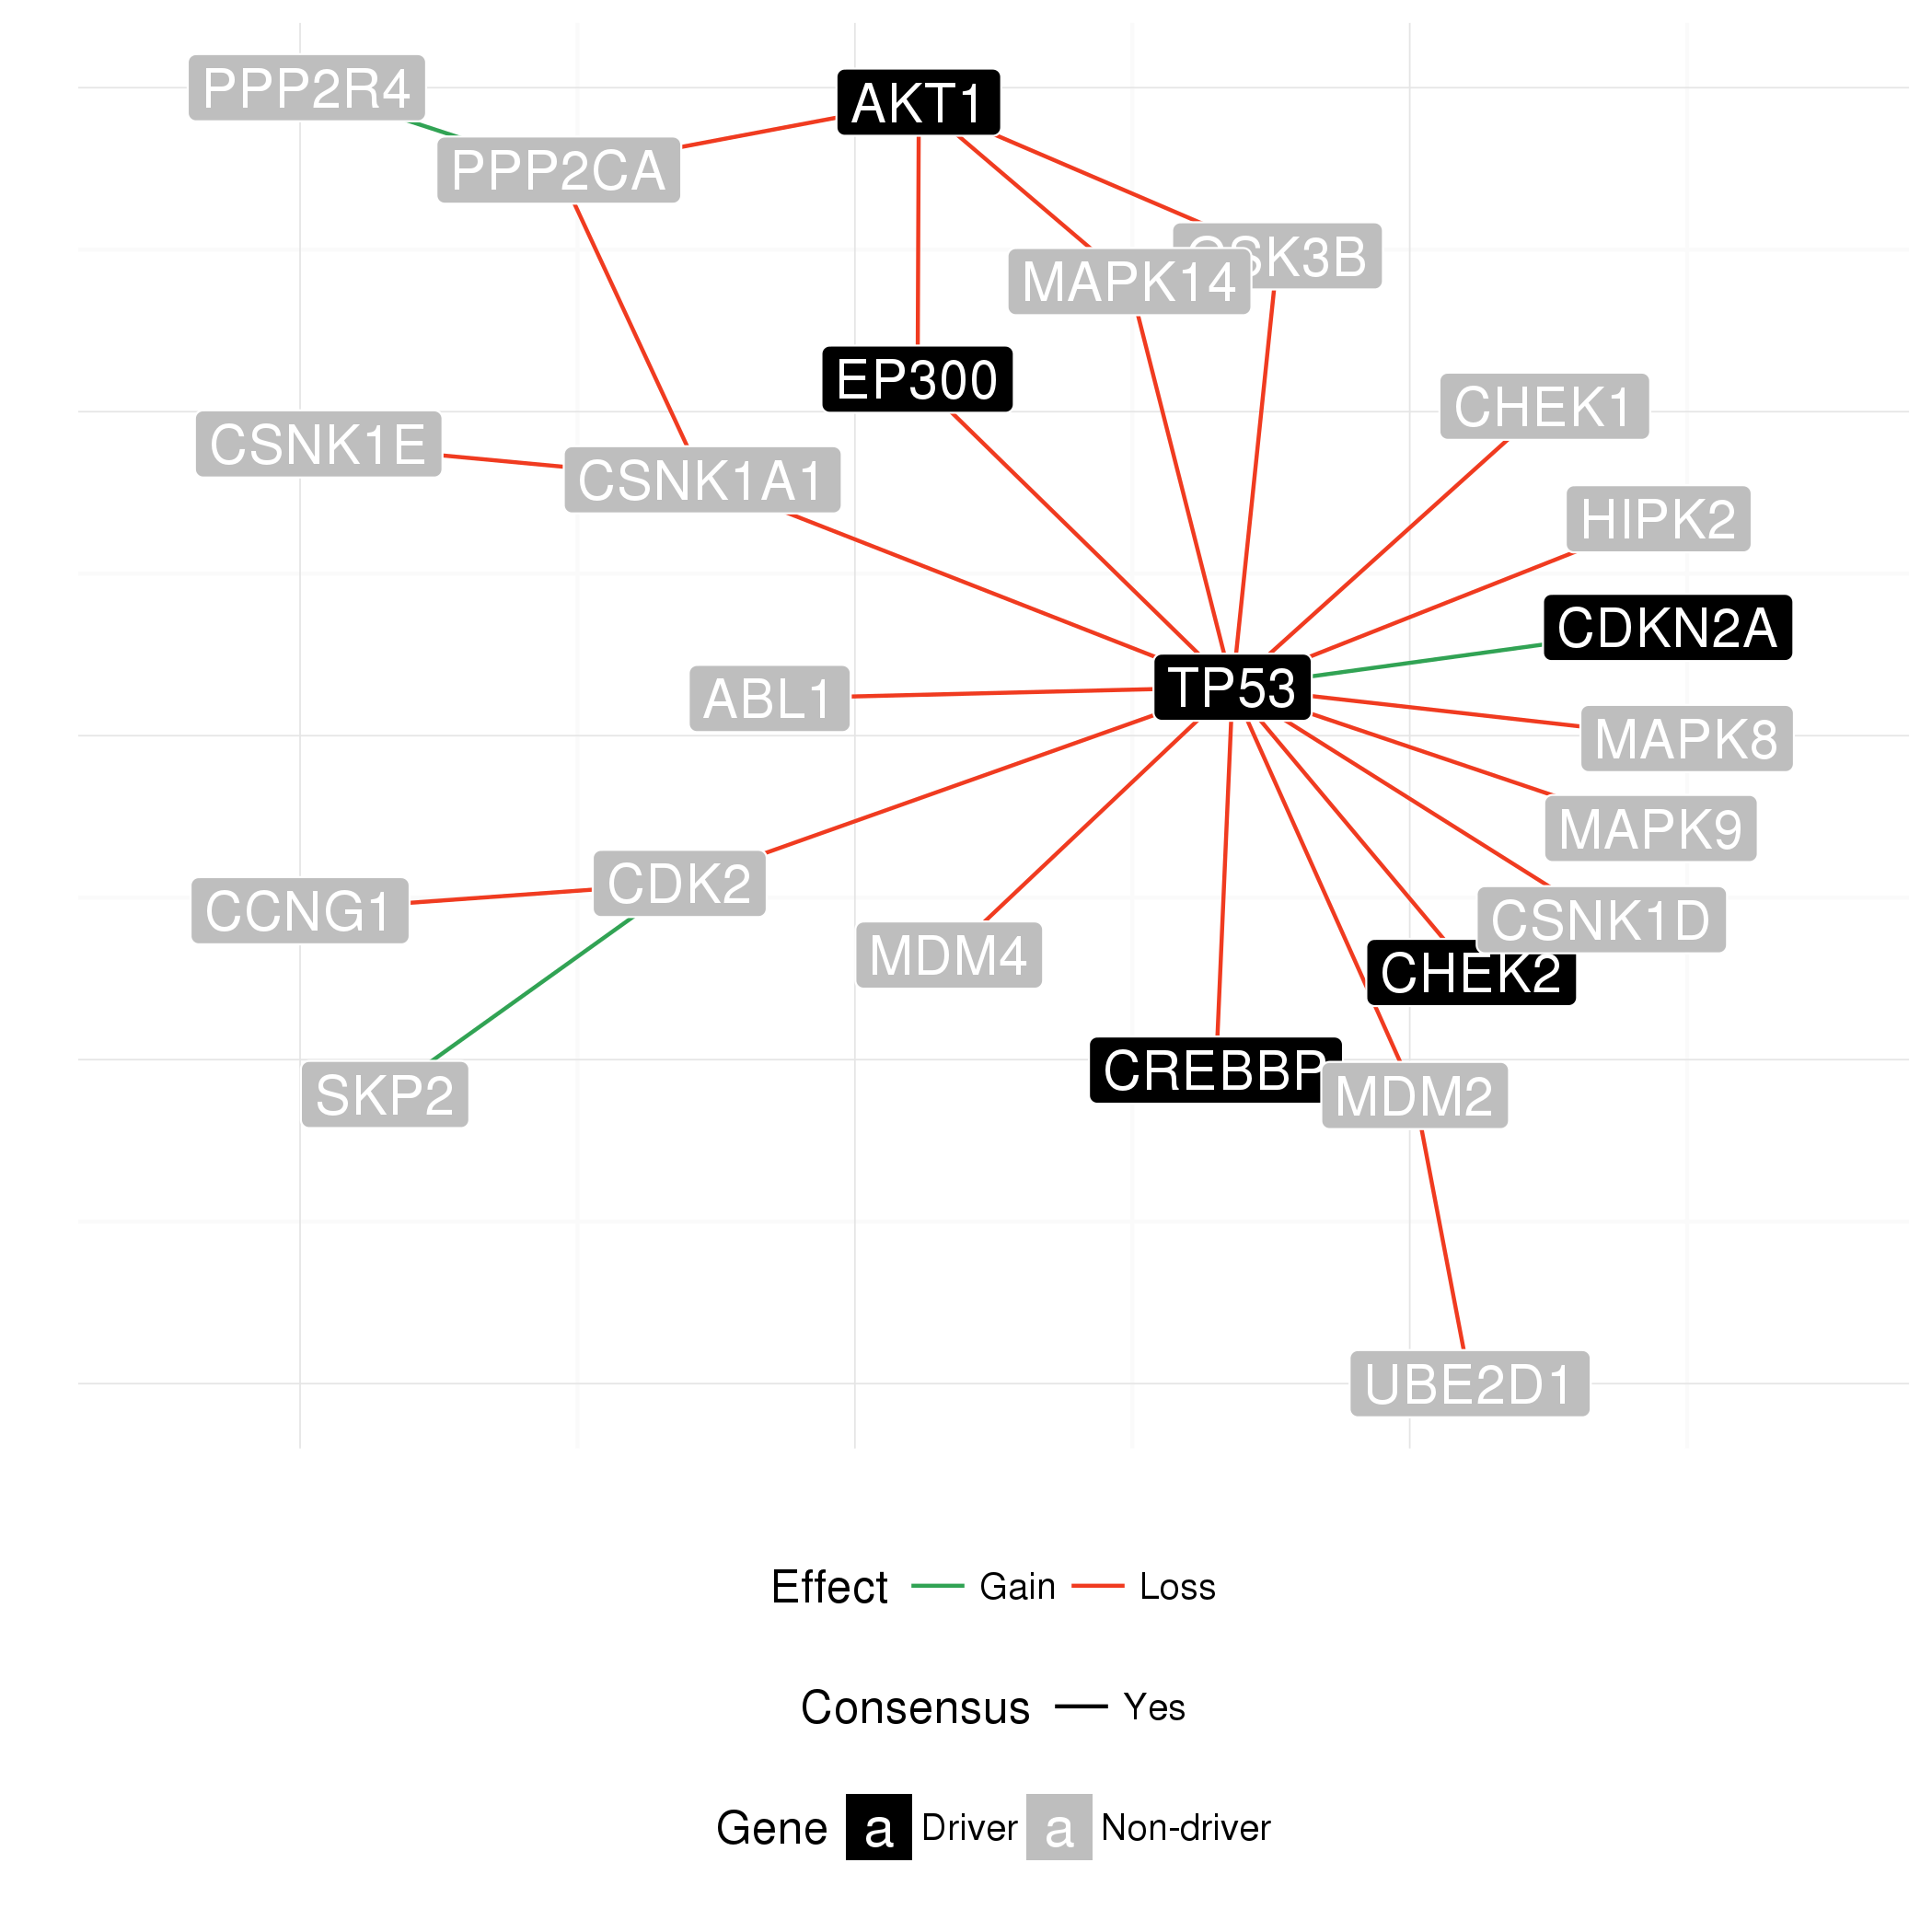 PPP2R4
AKT1
PPP2CA
SK3B
MAPK14
EP300
CHEK1
CSNK1E
CSNK1A1
HIPK2
CDKN2A
TP53
ABL1
MAPK8
MAPK9
CDK2
CCNG1
CSNK1D
MDM4
CHEK2
CREBBP
MDM2
SKP2
UBE2D1
Effect Gain Loss
Consensus Yes
Gene a Driver a Non-driver